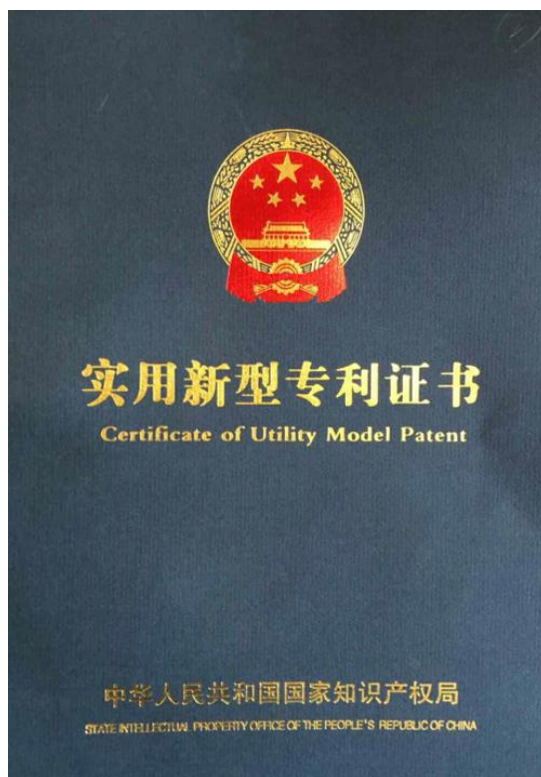 实用新型专利证书
Certificate of Utility Model Patent
中华人民共和国国家知识产权局
STATE INTELLECTUAL PROPERTY OFFICE OF THE PEOPLE'S REPUBLIC OF CHINA